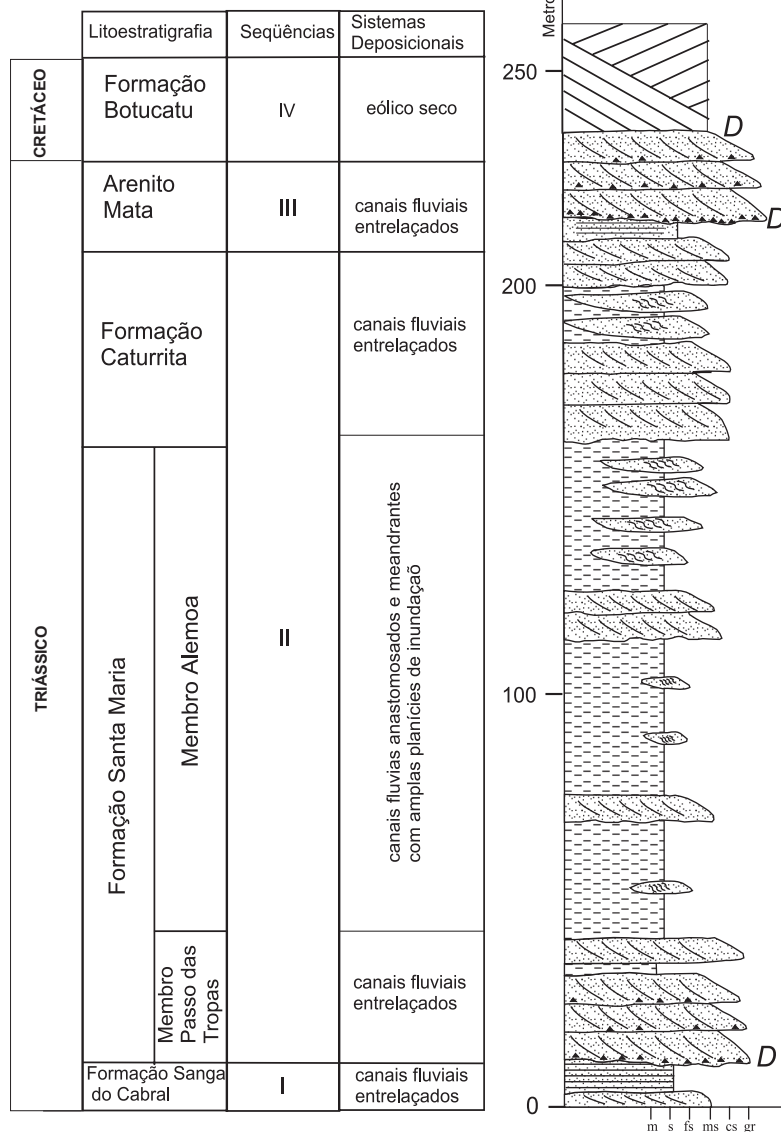 Litoestratigrafia
Seqüências
Sistemas
Deposicionais
CRETÁCEO
Formação
Botucatu
IV
eólico seco
TRIÁSSICO
Arenito
Mata
III
canais fluviais
entrelaçados
Formação
Caturrita
canais fluviais
entrelaçados
II
Formação Santa Maria
Membro Alemoa
canais fluvias anastomosados e meandrantes
com amplas planícies de inundaçaõ
Membro
Passo das
Tropas
canais fluviais
entrelaçados
Formação Sanga
do Cabral
I
canais fluviais
entrelaçados
Metro
250
D
D
200
100
D
0
m s fs ms cs gr